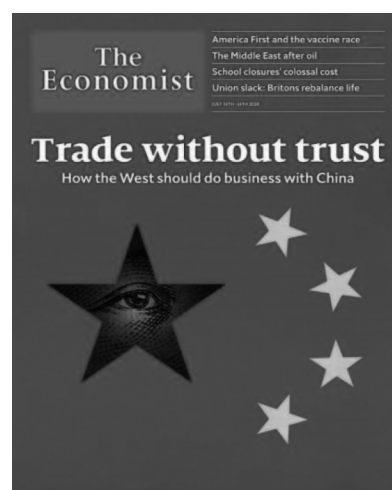 The
Economist
America First and the vaccine race
The Middle East after oil
School closures' colossal cost
Union slack: Britons rebalance life
Trade without trust
How the West should do business with China